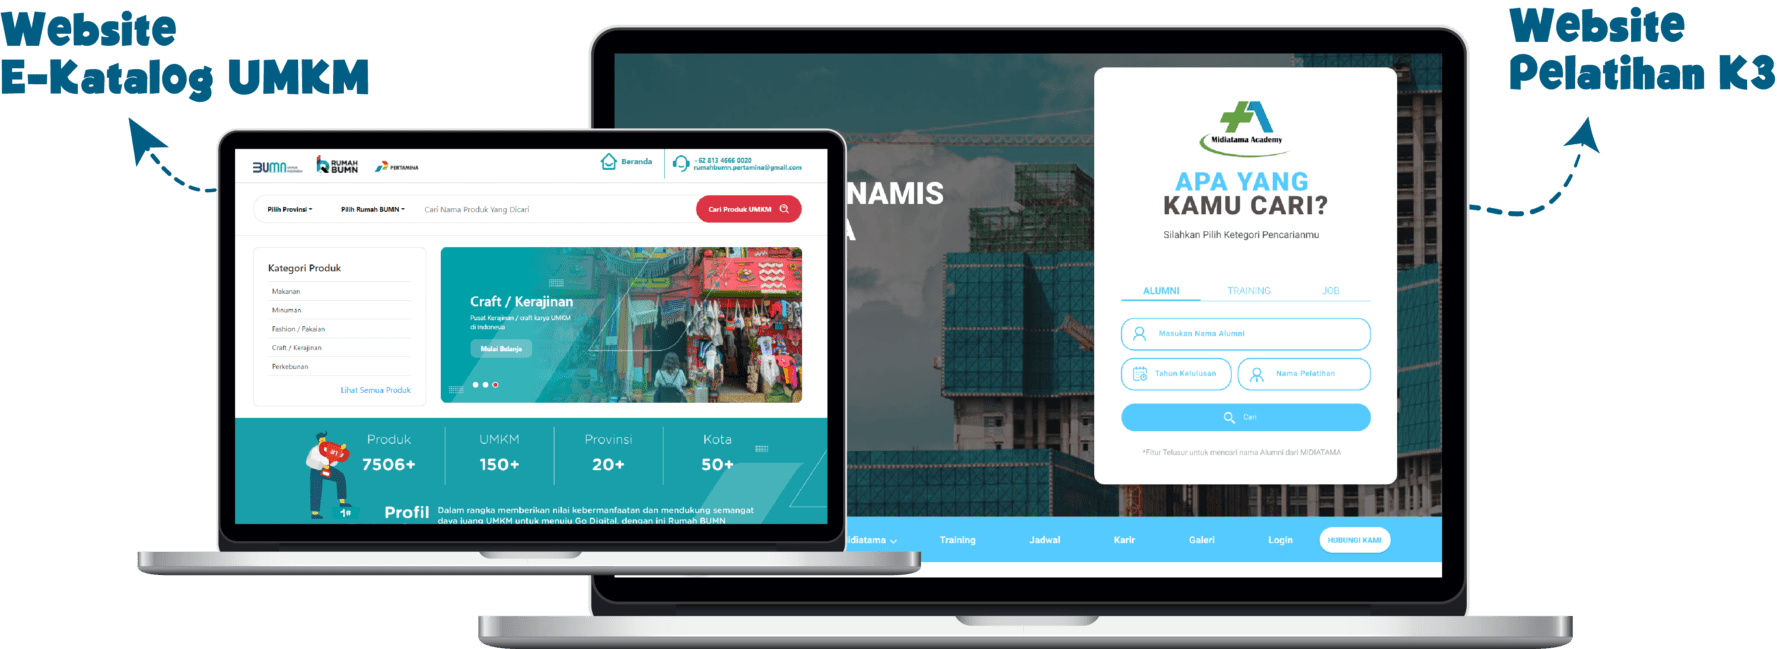 Website
E-Katalog UMKM
Website
Pelatihan K3
BUMN
RUMAH
BUMN
PERTAMINA
Beranda
+62 813 4666 0020
rumahbumn.pertamina@gmail.com
Pilih Provinsi
Pilih Rumah BUMN
Cari Nama Produk Yang Dicari
Cari Produk UMKM
Kategori Produk
Makanan
Minuman
Fashion / Pakaian
Craft / Kerajinan
Perkebunan
Lihat Semua Produk
Craft / Kerajinan
Pusat Kerajinan / craft karya UMKM
di indonesia
Mulai Belanja
Produk
7506+
UMKM
150+
Provinsi
20+
Kota
50+
#1
1#
Profil
Dalam rangka memberikan nilai kebermanfaatan dan mendukung semangat
daya juang UMKM untuk menuju Go Digital, dengan ini Rumah BUMN
NAMIS
A
Midiatama Academy
APA YANG
KAMU CARI?
Silahkan Pilih Ketegori Pencarianmu
ALUMNI
TRAINING
JOB
Masukan Nama Alumni
Tahun Kelulusan
Nama Pelatihan
Cari
*Fitur Telusur untuk mencari nama Alumni dari MIDIATAMA
idiatama
Training
Jadwal
Karir
Galeri
Login
HUBUNGI KAMI